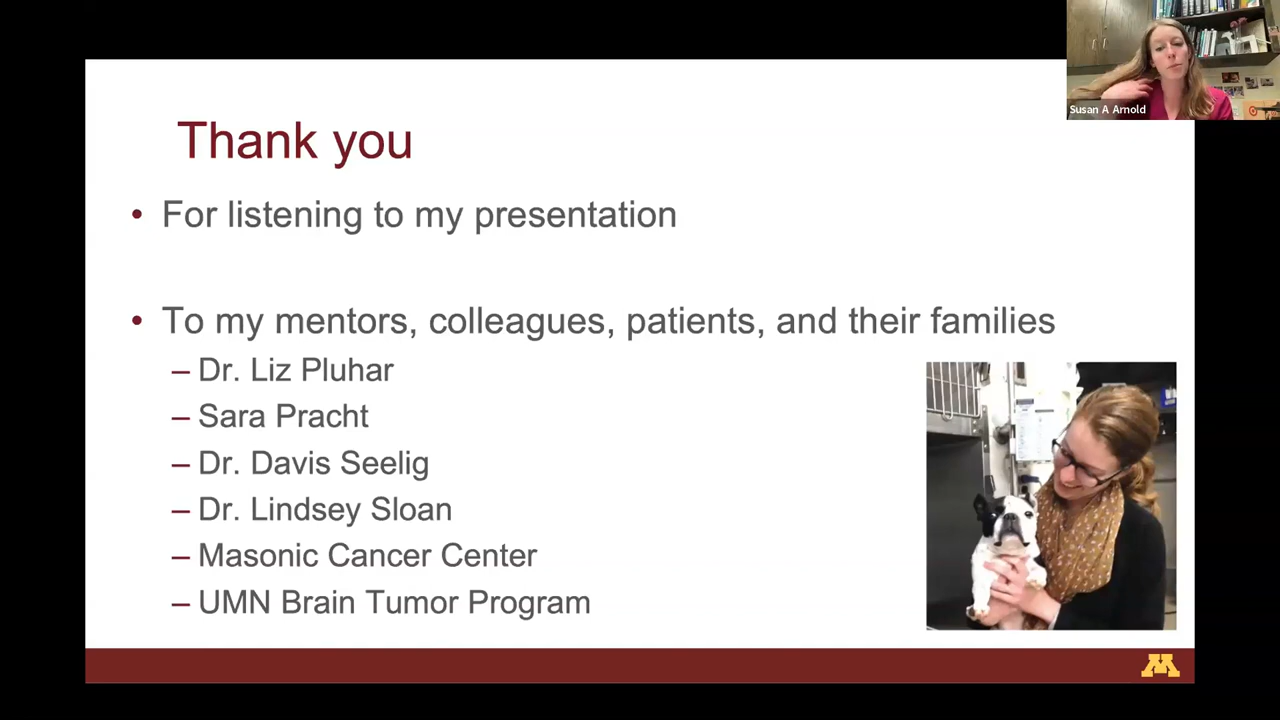 Susan A Arnold
Thank you
• For listening to my presentation
• To my mentors, colleagues, patients, and their families
– Dr. Liz Pluhar
– Sara Pracht
– Dr. Davis Seelig
– Dr. Lindsey Sloan
– Masonic Cancer Center
– UMN Brain Tumor Program
M